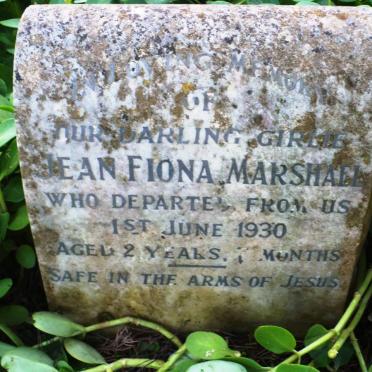 IN LOVING MEMORY
OF
OUR DARLING GIRLIE
JEAN FIONA MARSHALL
WHO DEPARTED FROM US
1ST JUNE 1930
AGED 2 YEARS, MONTHS
SAFE IN THE ARMS OF JESUS